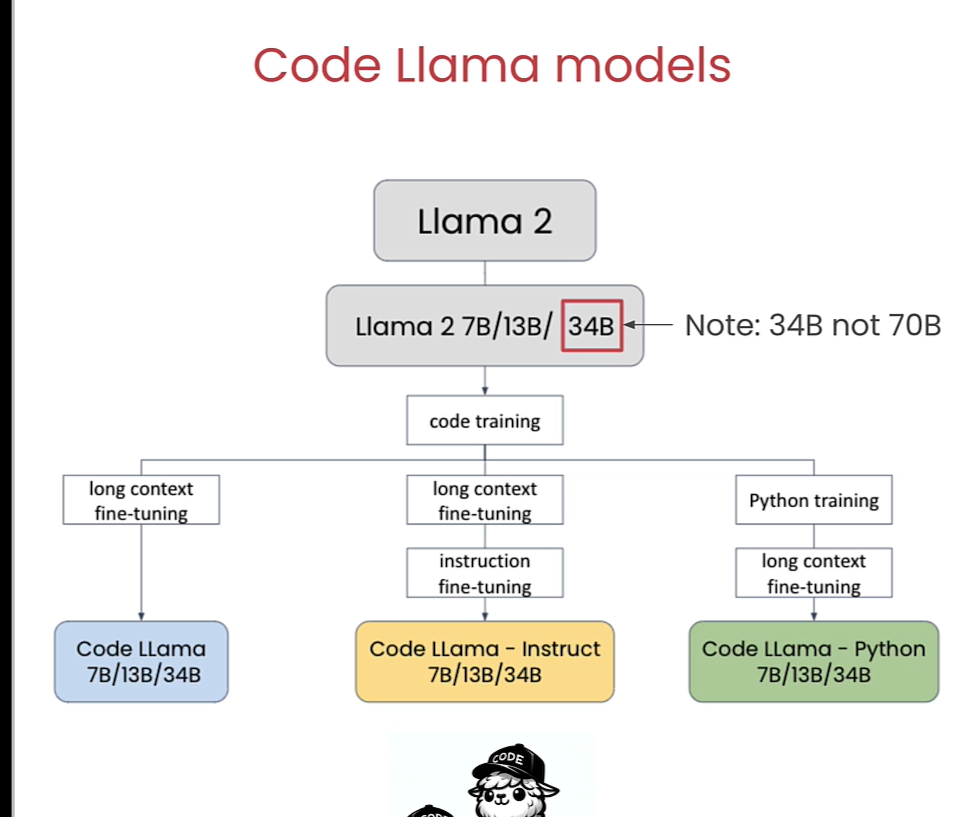 Code Llama models
Llama 2
Llama 2 7B/13B/ 34B
Note: 34B not 70B
code training
long context
fine-tuning
long context
fine-tuning
instruction
fine-tuning
Python training
long context
fine-tuning
Code LLama
7B/13B/34B
Code LLama - Instruct
7B/13B/34B
Code LLama - Python
7B/13B/34B
CODE
CODE